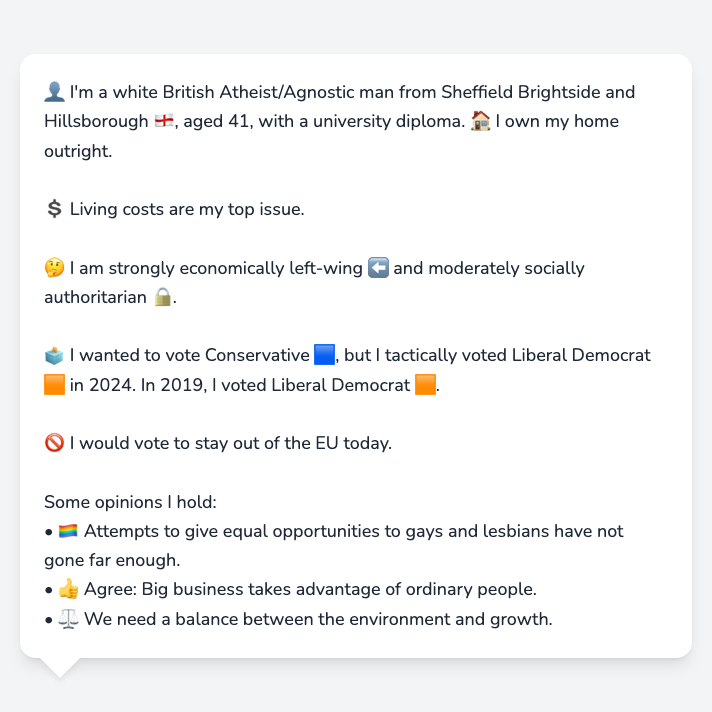 👤 I'm a white British Atheist/Agnostic man from Sheffield Brightside and
Hillsborough 🏴󠁧󠁢󠁥󠁮󠁧󠁿, aged 41, with a university diploma. 🏠 I own my home
outright.
💲 Living costs are my top issue.
🤔 I am strongly economically left-wing ⬅️ and moderately socially
authoritarian 🔒.
🗳️ I wanted to vote Conservative 🟦, but I tactically voted Liberal Democrat
🟧 in 2024. In 2019, I voted Liberal Democrat 🟧.
🚫 I would vote to stay out of the EU today.
Some opinions I hold:
• 🏳️‍🌈 Attempts to give equal opportunities to gays and lesbians have not
gone far enough.
• 👍 Agree: Big business takes advantage of ordinary people.
• ⚖️ We need a balance between the environment and growth.